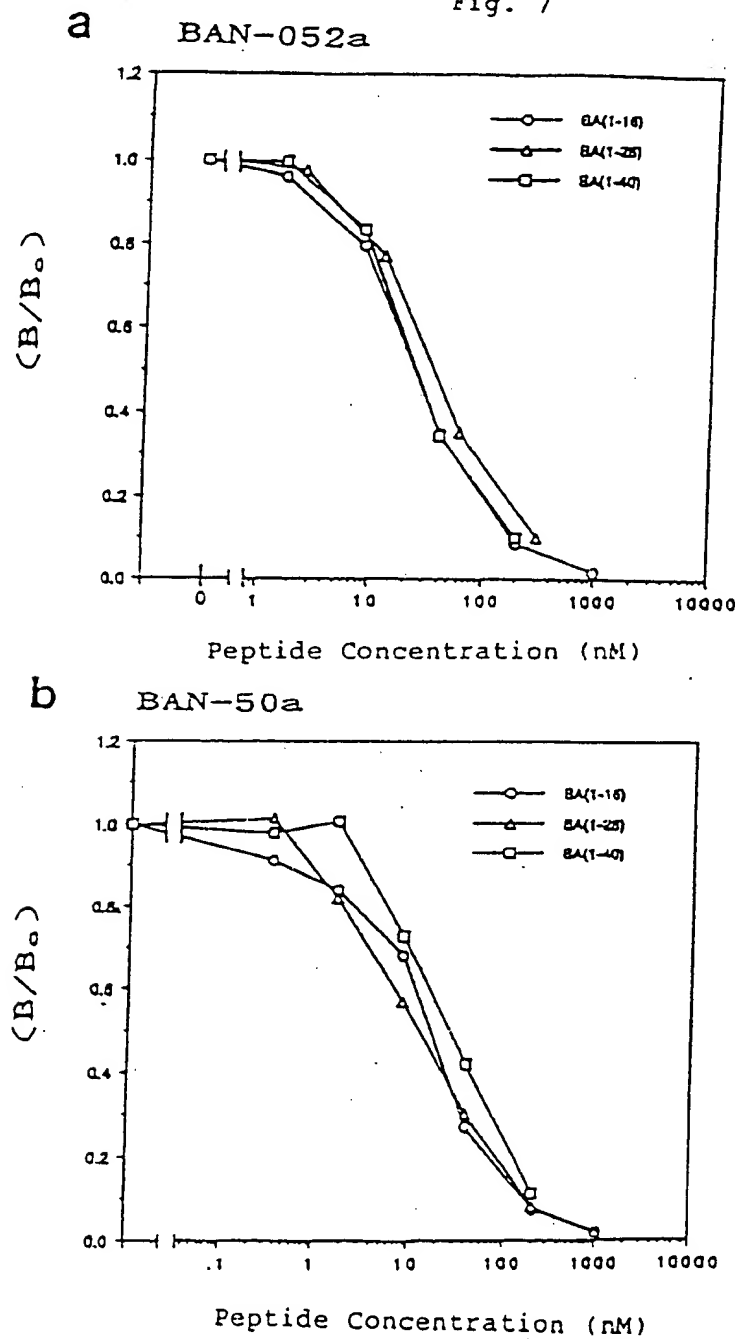 Fig. 7
a
BAN-052a
1.2
1.0
0.8
0.6
0.4
0.2
0.0
(B/B₀)
BA(1-16)
BA(1-28)
BA(1-40)
0 1 10 100 1000 10000
Peptide Concentration (nM)
b
BAN-50a
1.2
1.0
0.8
0.6
0.4
0.2
0.0
(B/B₀)
BA(1-16)
BA(1-28)
BA(1-40)
.1 1 10 100 1000 10000
Peptide Concentration (nM)